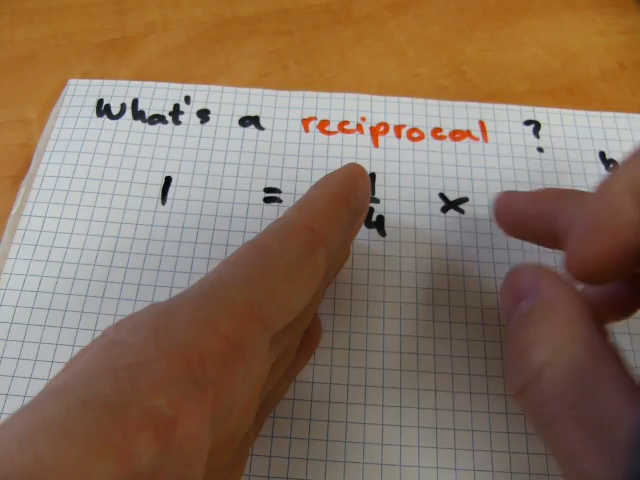 What's a reciprocal ?
1 = 1/4 ×